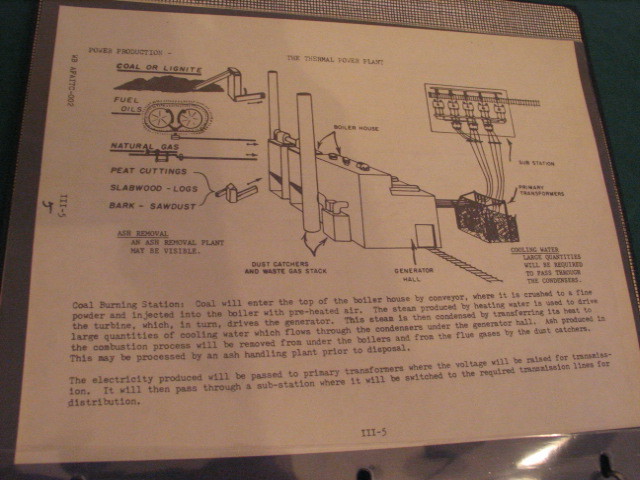 POWER PRODUCTION -
THE THERMAL POWER PLANT
WB AFAITC-002
COAL OR LIGNITE
FUEL
OILS
NATURAL GAS
PEAT CUTTINGS
SLABWOOD - LOGS
BARK - SAWDUST
BOILER HOUSE
SUB STATION
PRIMARY
TRANSFORMERS
III-5
5
ASH REMOVAL
AN ASH REMOVAL PLANT
MAY BE VISIBLE.
DUST CATCHERS
AND WASTE GAS STACK
GENERATOR
HALL
COOLING WATER
LARGE QUANTITIES
WILL BE REQUIRED
TO PASS THROUGH
THE CONDENSERS.
Coal Burning Station: Coal will enter the top of the boiler house by conveyor, where it is crushed to a fine
powder and injected into the boiler with pre-heated air. The steam produced by heating water is used to drive
the turbine, which, in turn, drives the generator. This steam is then condensed by transferring its heat to
large quantities of cooling water which flows through the condensers under the generator hall. Ash produced in
the combustion process will be removed from under the boilers and from the flue gases by the dust catchers.
This may be processed by an ash handling plant prior to disposal.
The electricity produced will be passed to primary transformers where the voltage will be raised for transmiss-
ion. It will then pass through a sub-station where it will be switched to the required transmission lines for
distribution.
III-5